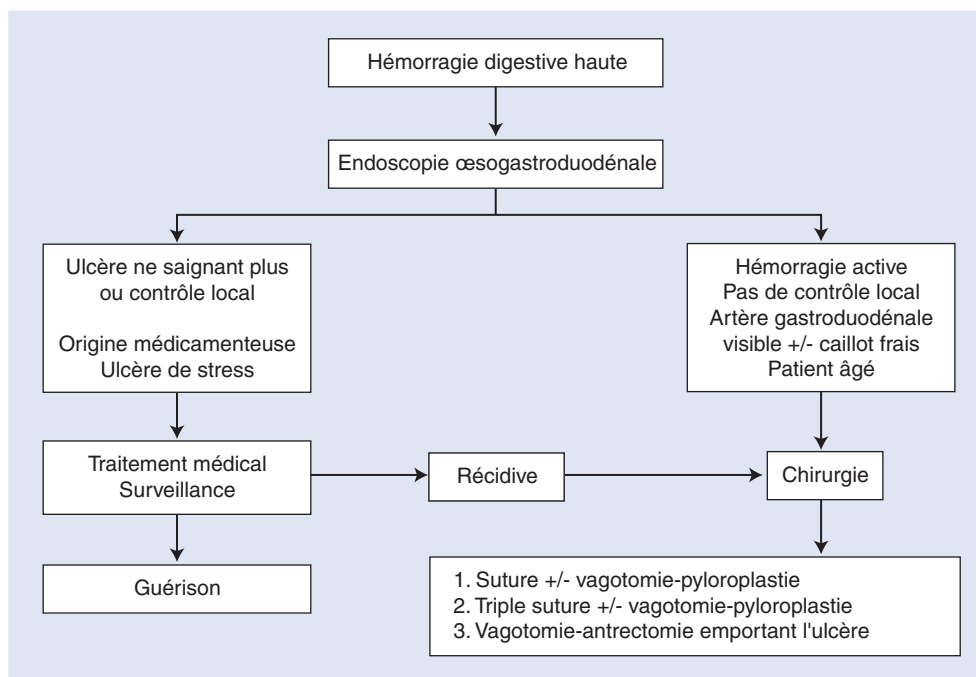 Hémorragie digestive haute
Endoscopie œsogastroduodénale
Ulcère ne saignant plus
ou contrôle local
Origine médicamenteuse
Ulcère de stress
Hémorragie active
Pas de contrôle local
Artère gastroduodénale
visible +/- caillot frais
Patient âgé
Traitement médical
Surveillance
Récidive
Chirurgie
Guérison
1. Suture +/- vagotomie-pyloroplastie
2. Triple suture +/- vagotomie-pyloroplastie
3. Vagotomie-antrectomie emportant l'ulcère